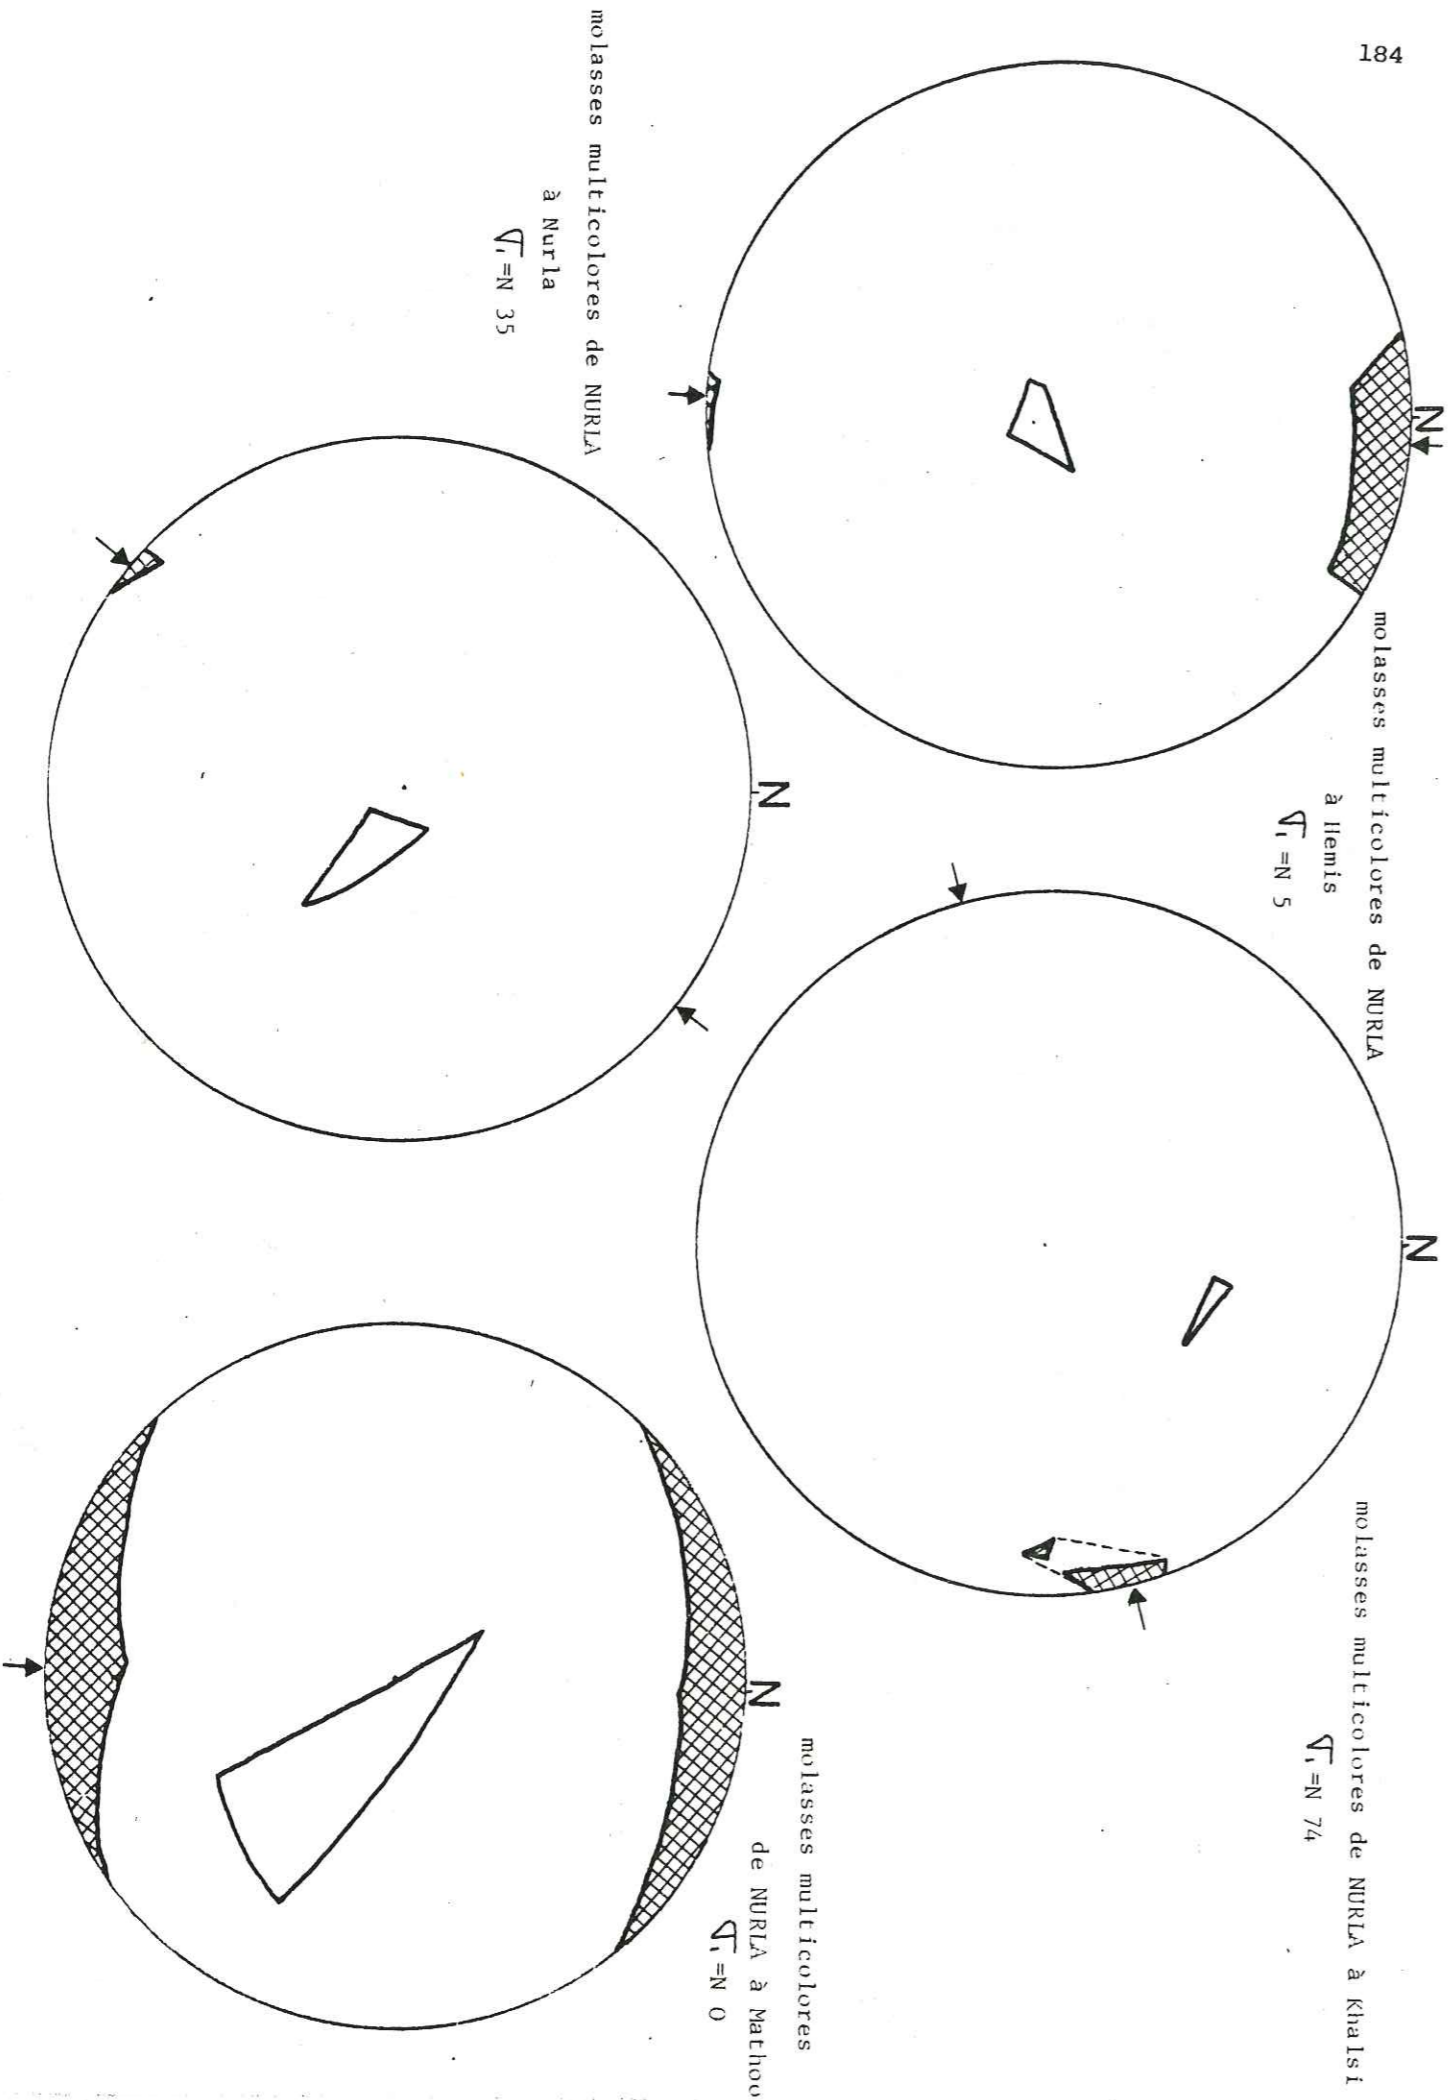 184
N
molasses multicolores de NURLA
à Hemis
σ₁ =N 5
N
molasses multicolores de NURLA à Khalsi
σ₁ =N 74
molasses multicolores de NURLA
à Nurla
σ₁ =N 35
N
N
molasses multicolores
de NURLA à Mathoo
σ₁ =N 0